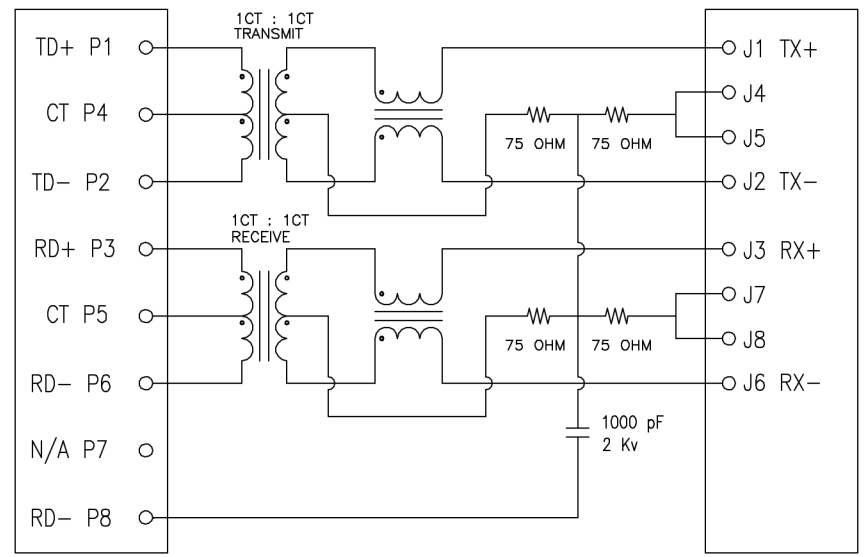 1CT : 1CT
TRANSMIT
TD+ P1
J1 TX+
J4
CT P4
75 OHM
75 OHM
J5
TD- P2
J2 TX-
1CT : 1CT
RECEIVE
RD+ P3
J3 RX+
J7
CT P5
75 OHM
75 OHM
J8
RD- P6
J6 RX-
1000 pF
2 Kv
N/A P7
RD- P8